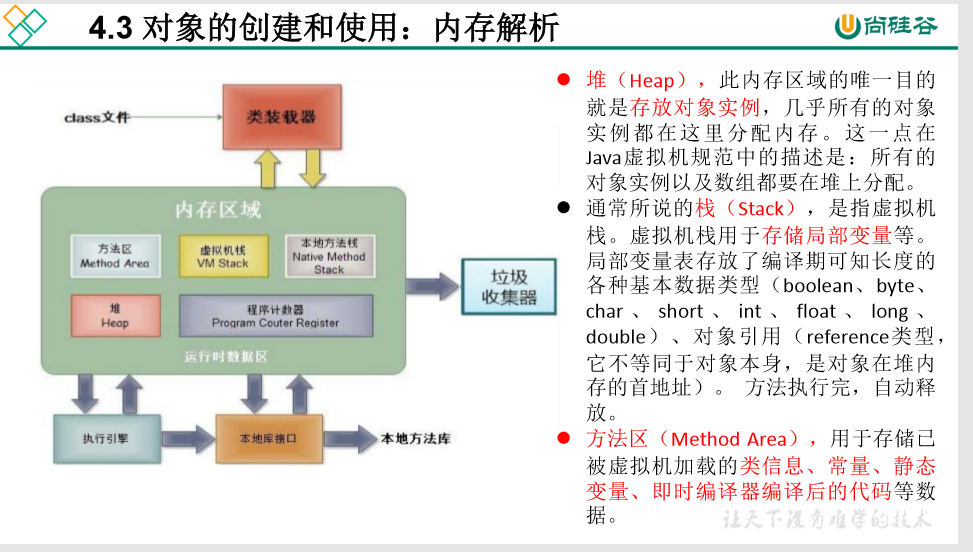 4.3 对象的创建和使用：内存解析
尚硅谷
class文件
类装载器
内存区域
方法区
Method Area
虚拟机栈
VM Stack
本地方法栈
Native Method
Stack
堆
Heap
程序计数器
Program Couter Register
运行时数据区
垃圾
收集器
执行引擎
本地库接口
本地方法库
堆（Heap），此内存区域的唯一目的
就是存放对象实例，几乎所有的对象
实例都在这里分配内存。这一点在
Java虚拟机规范中的描述是：所有的
对象实例以及数组都要在堆上分配。
通常所说的栈（Stack），是指虚拟机
栈。虚拟机栈用于存储局部变量等。
局部变量表存放了编译期可知长度的
各种基本数据类型（boolean、byte、
char 、 short 、 int 、 float 、 long 、
double）、对象引用（reference类型，
它不等同于对象本身，是对象在堆内
存的首地址）。 方法执行完，自动释
放。
方法区（Method Area），用于存储已
被虚拟机加载的类信息、常量、静态
变量、即时编译器编译后的代码等数
据。
让天下没有难学的技术